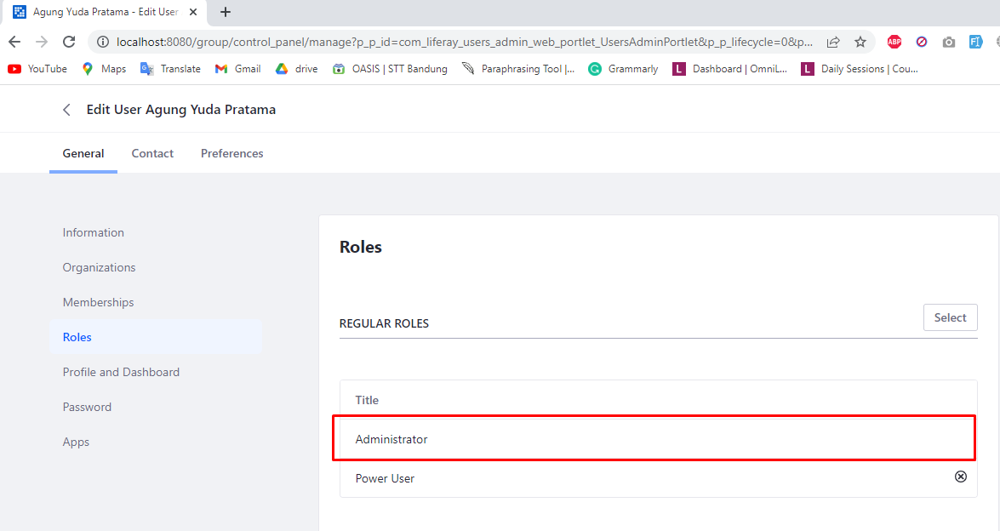 Agung Yuda Pratama - Edit User
localhost:8080/group/control_panel/manage?p_p_id=com_liferay_users_admin_web_portlet_UsersAdminPortlet&p_p_lifecycle=0&p...
ABP
YouTube Maps Translate Gmail drive OASIS | STT Bandung Paraphrasing Tool |... Grammarly L Dashboard | OmniL... L Daily Sessions | Cou...
Edit User Agung Yuda Pratama
General Contact Preferences
Information
Organizations
Memberships
Roles
Profile and Dashboard
Password
Apps
Roles
REGULAR ROLES Select
Title
Administrator
Power User